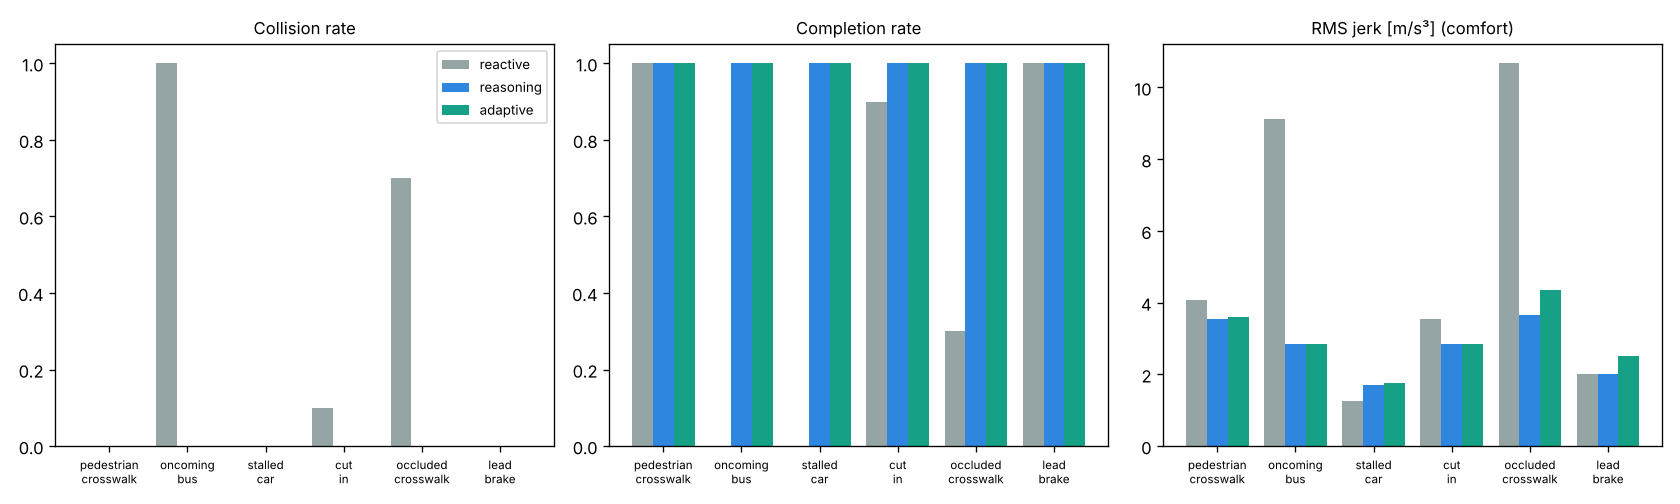 Collision rate
1.0
0.8
0.6
0.4
0.2
0.0
reactive
reasoning
adaptive
pedestrian
crosswalk
oncoming
bus
stalled
car
cut
in
occluded
crosswalk
lead
brake
Completion rate
1.0
0.8
0.6
0.4
0.2
0.0
pedestrian
crosswalk
oncoming
bus
stalled
car
cut
in
occluded
crosswalk
lead
brake
RMS jerk [m/s³] (comfort)
10
8
6
4
2
0
pedestrian
crosswalk
oncoming
bus
stalled
car
cut
in
occluded
crosswalk
lead
brake